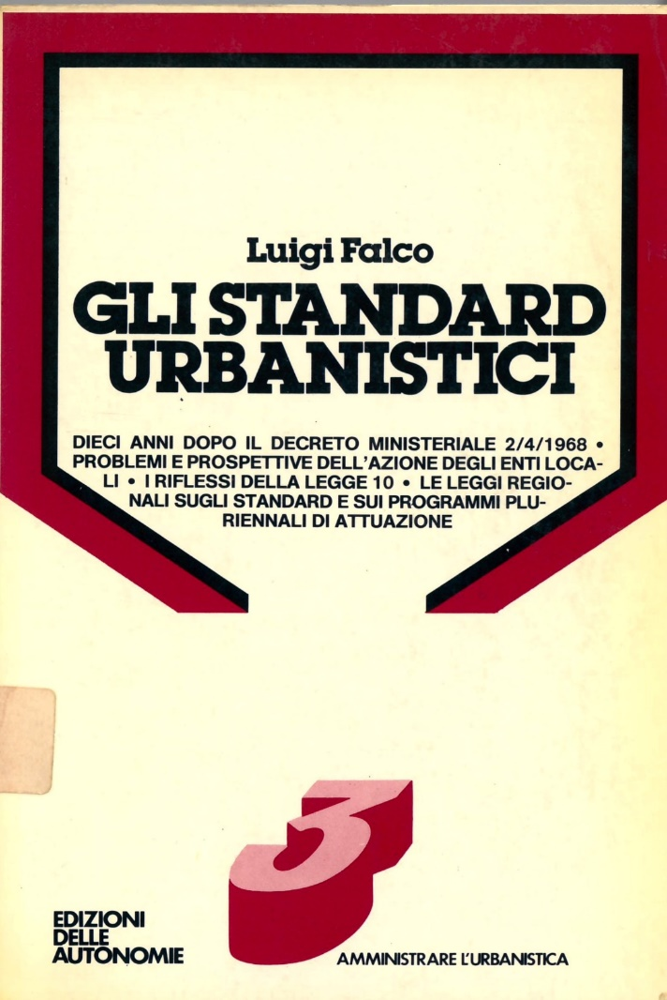 Luigi Falco
GLI STANDARD
URBANISTICI
DIECI ANNI DOPO IL DECRETO MINISTERIALE 2/4/1968 •
PROBLEMI E PROSPETTIVE DELL'AZIONE DEGLI ENTI LOCA-
LI • I RIFLESSI DELLA LEGGE 10 • LE LEGGI REGIO-
NALI SUGLI STANDARD E SUI PROGRAMMI PLU-
RIENNALI DI ATTUAZIONE
3
EDIZIONI
DELLE
AUTONOMIE
AMMINISTRARE L'URBANISTICA